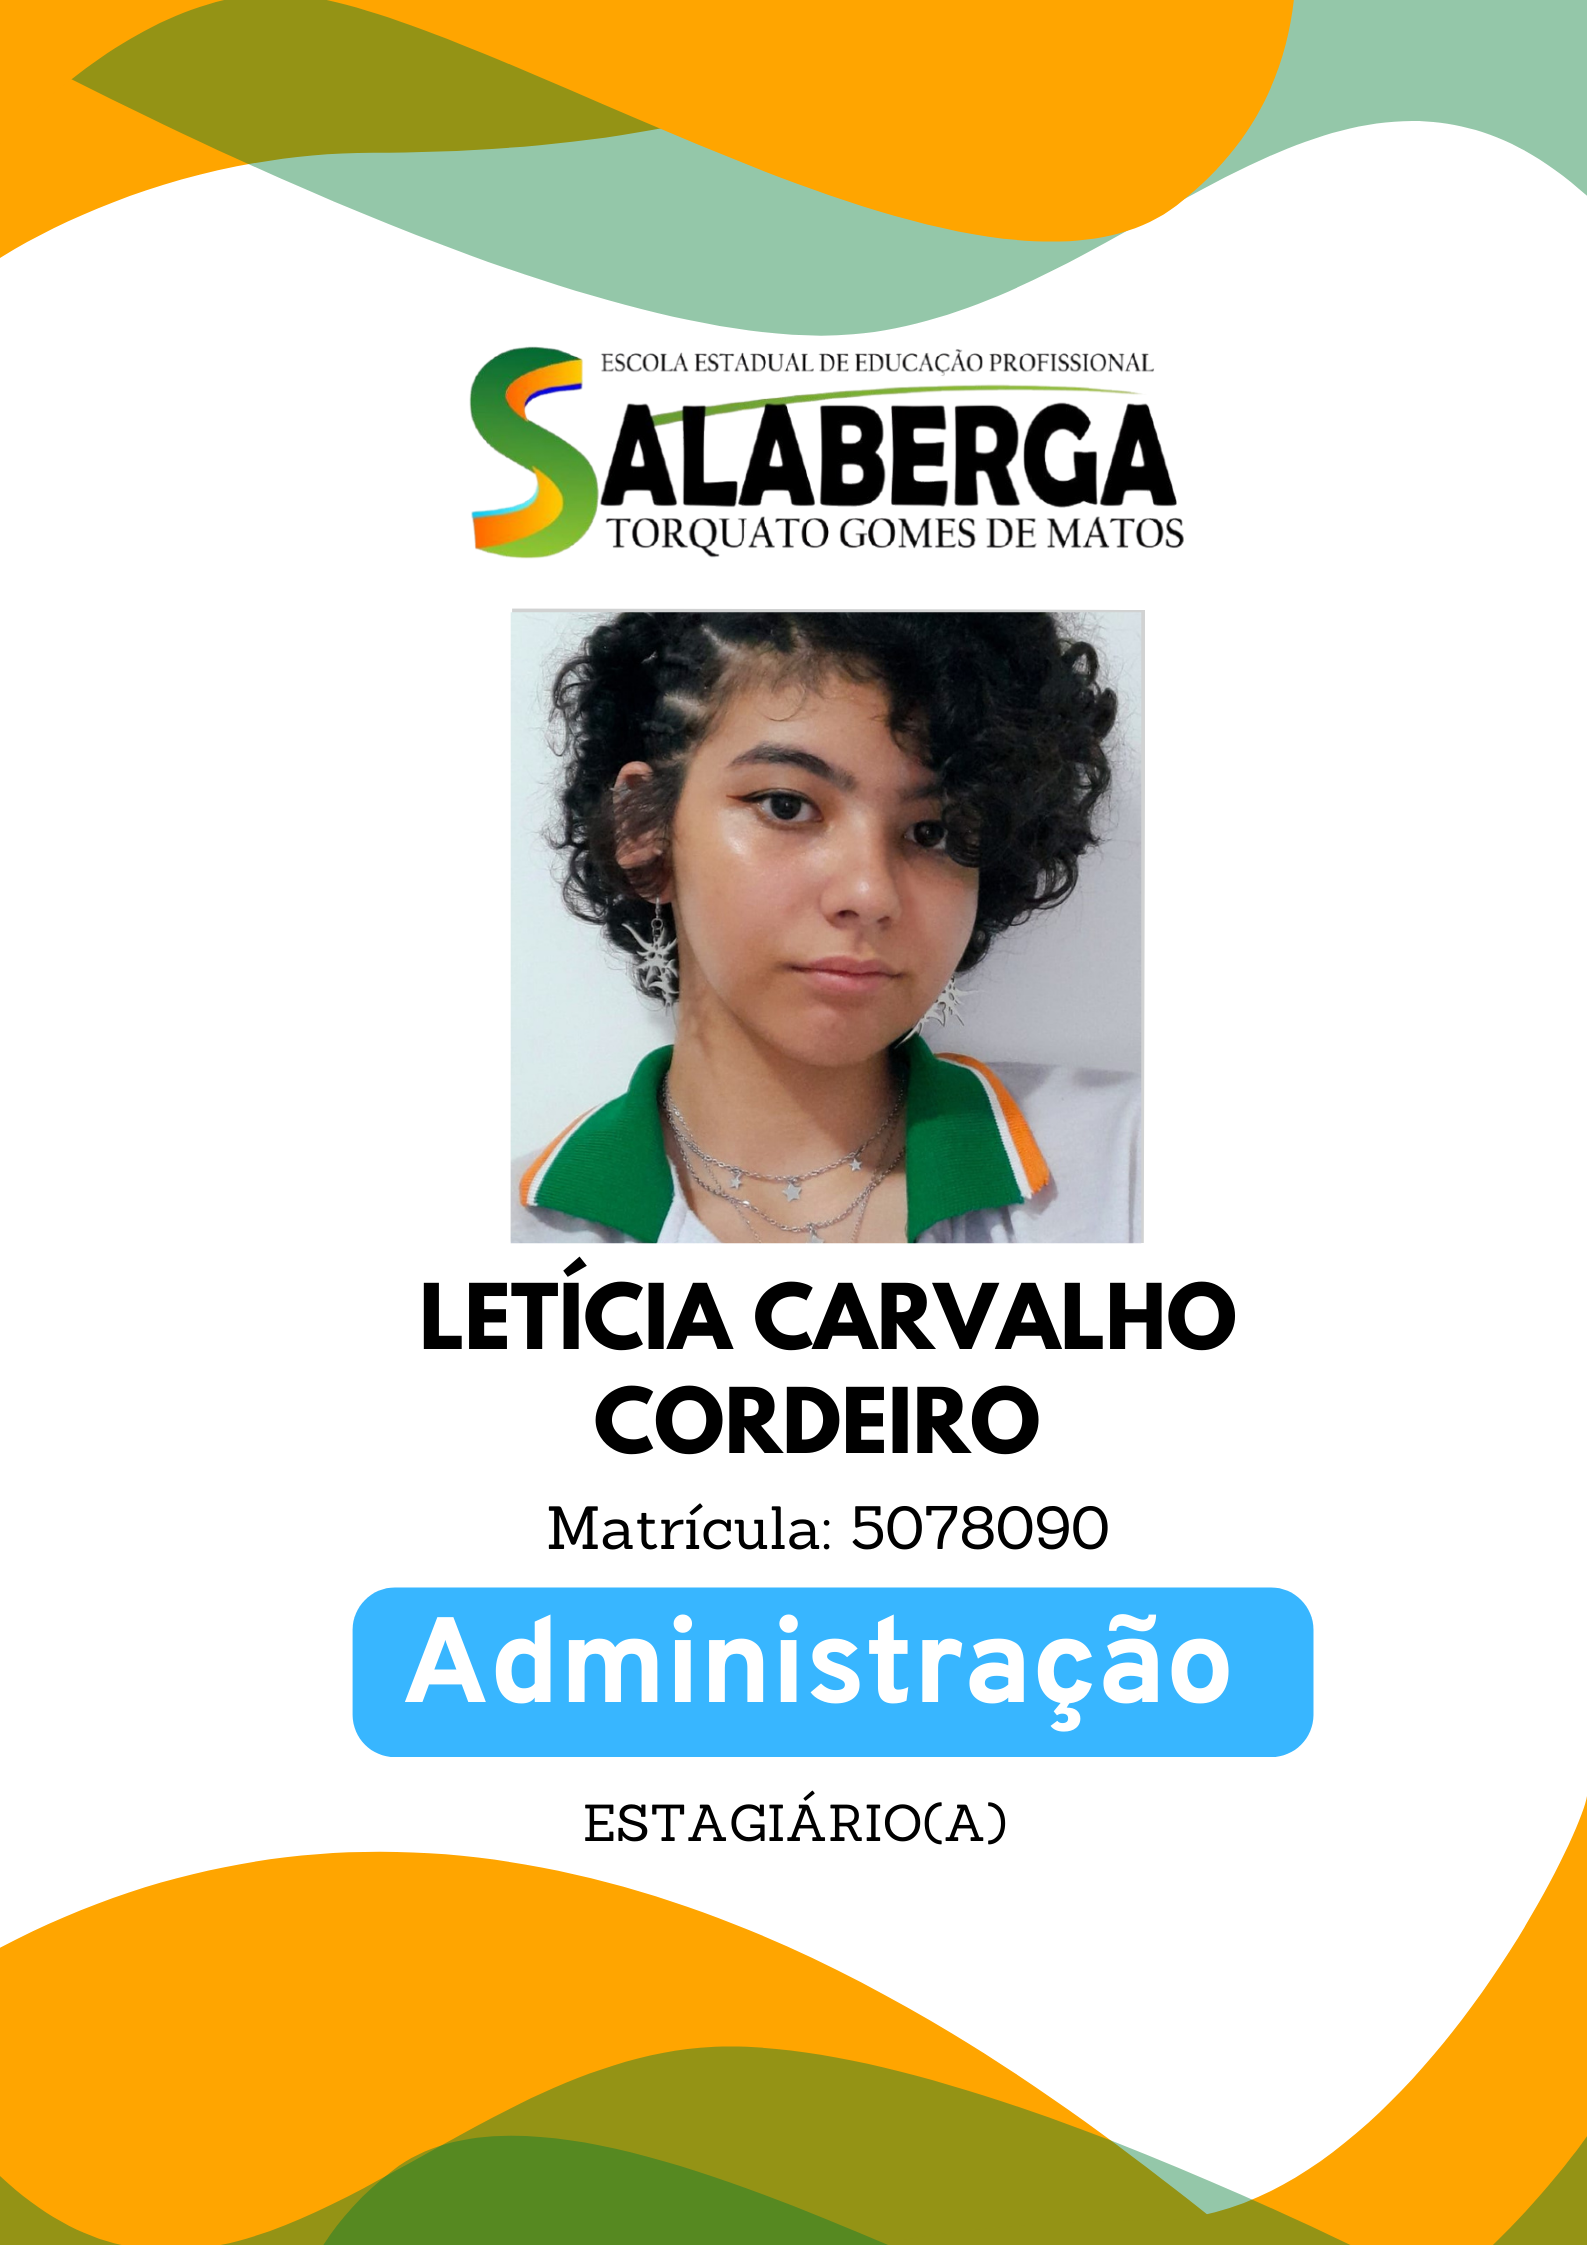 ESCOLA ESTADUAL DE EDUCAÇÃO PROFISSIONAL
SALABERGA
TORQUATO GOMES DE MATOS
LETÍCIA CARVALHO
CORDEIRO
Matrícula: 5078090
Administração
ESTAGIÁRIO(A)